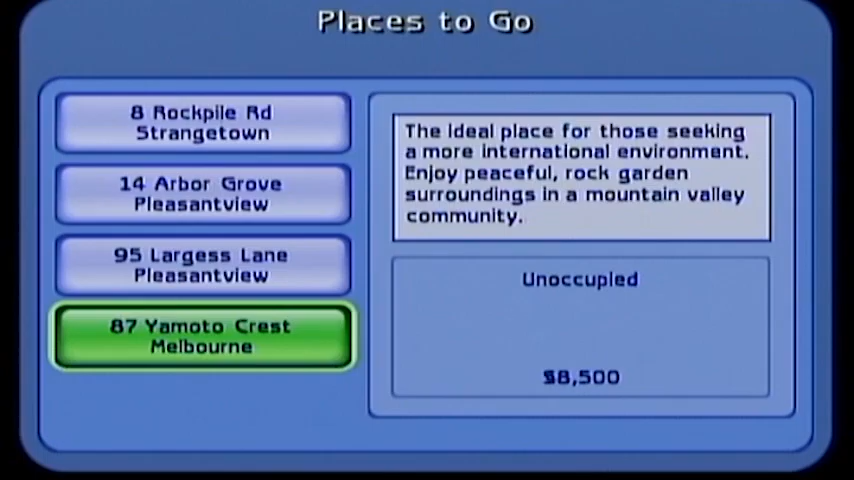 Places to Go
8 Rockpile Rd
Strangetown
14 Arbor Grove
Pleasantview
95 Largess Lane
Pleasantview
87 Yamoto Crest
Melbourne
The ideal place for those seeking
a more international environment.
Enjoy peaceful, rock garden
surroundings in a mountain valley
community.
Unoccupied
§8,500